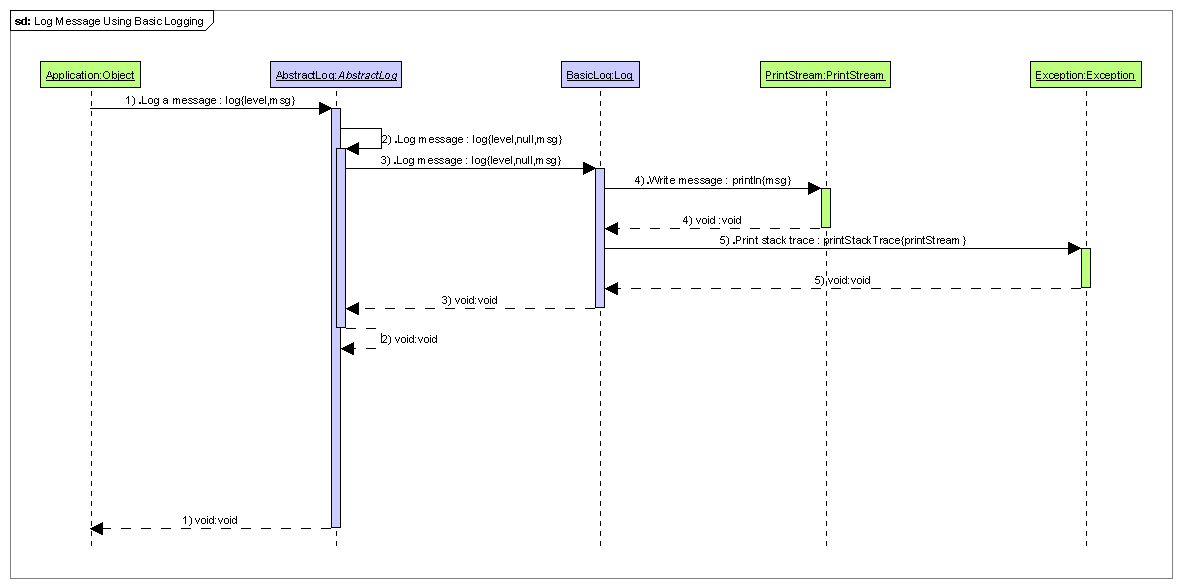 sd: Log Message Using Basic Logging
Application:Object
AbstractLog:AbstractLog
BasicLog:Log
PrintStream:PrintStream
Exception:Exception
1) .Log a message : log{level,msg}
2) .Log message : log{level,null,msg}
3) .Log message : log{level,null,msg}
4) .Write message : println{msg}
4) void :void
5) .Print stack trace : printStackTrace{printStream }
5) void:void
3) void:void
2) void:void
1) void:void